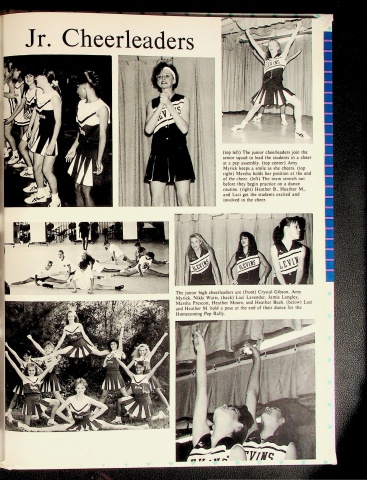 Jr. Cheerleaders
(top left) The junior cheerleaders join the
senior squad to lead the students in a cheer
at a pep assembly. (top center) Amy
Myrick keeps a smile as she cheers. (top
right) Marsha holds her position at the end
of the cheer. (left) The team stretch out
before they begin practice on a dance
routine. (right) Heather B., Heather M.,
and Luci get the students excited and
involved in the cheer.
BLEVINS
The junior high cheerleaders are (front) Crystal Gibson, Amy
Myrick, Nikki Watts, (back) Luci Lavender, Jamie Langley,
Marsha Prescott, Heather Moore, and Heather Buck. (below) Luci
and Heather M. hold a pose at the end of their dance for the
Homecoming Pep Rally.